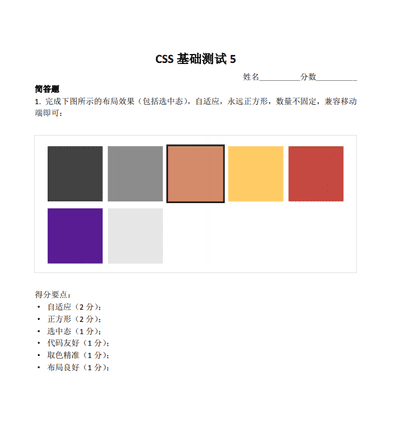 CSS 基础测试 5
姓名__________分数__________
简答题
1. 完成下图所示的布局效果（包括选中态），自适应，永远正方形，数量不固定，兼容移动
端即可：
得分要点：
• 自适应（2 分）；
• 正方形（2 分）；
• 选中态（1 分）；
• 代码友好（1 分）；
• 取色精准（1 分）；
• 布局良好（1 分）；